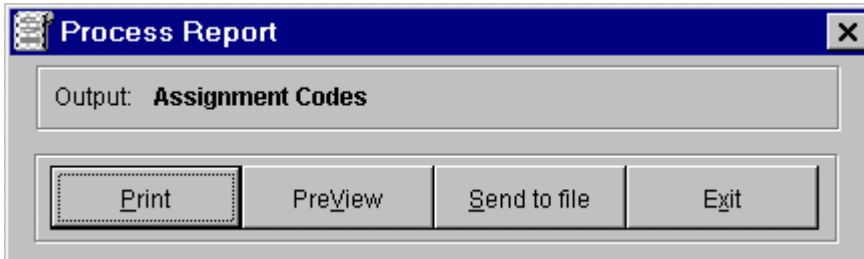 Process Report
Output: Assignment Codes
Print PreView Send to file Exit